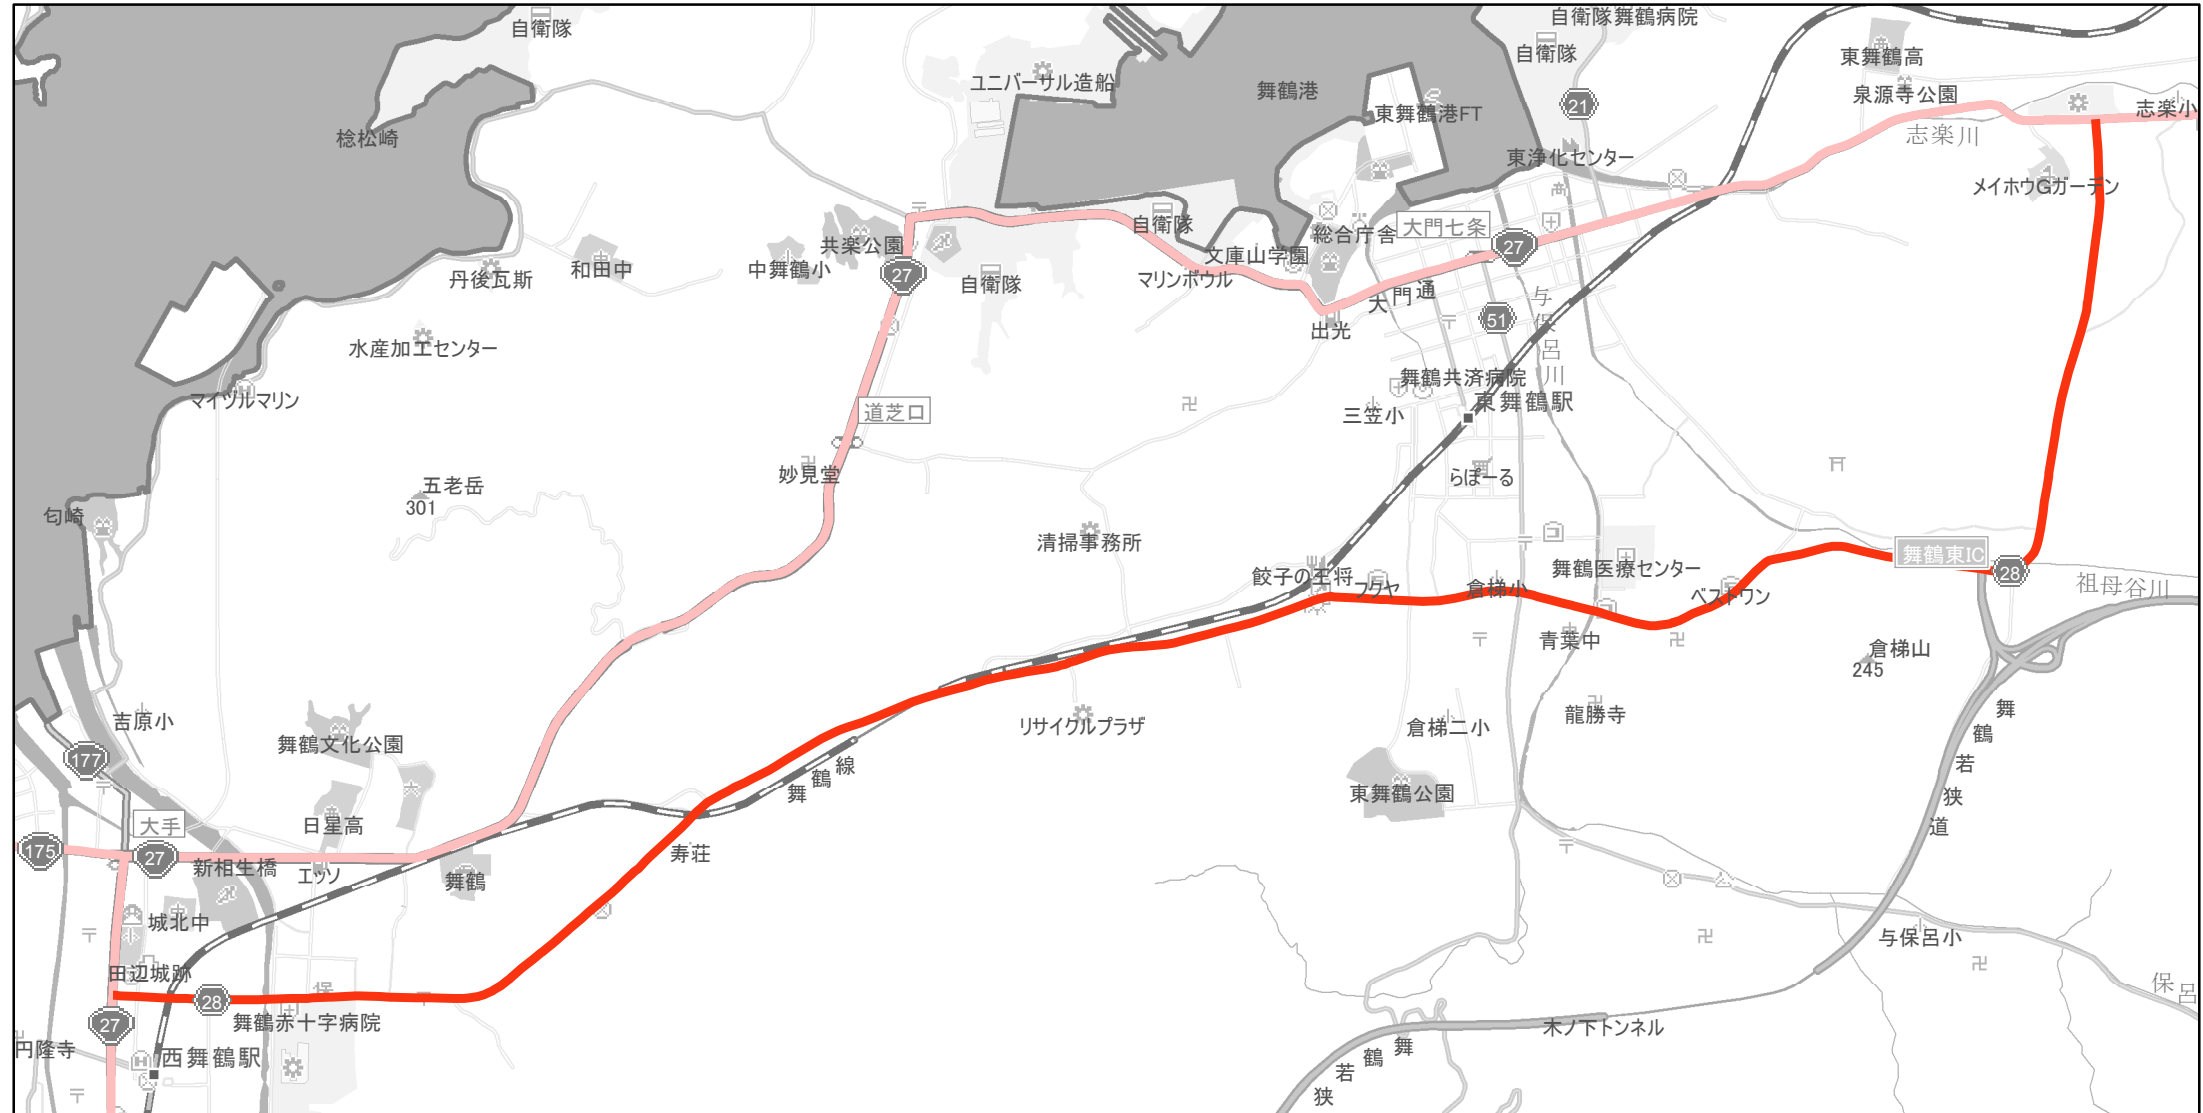 自衛隊
自衛隊舞鶴病院
自衛隊
東舞鶴高
ユニバーサル造船
舞鶴港
東舞鶴港FT
21
泉源寺公園
志楽小
志楽川
稔松崎
東浄化センター
メイホウGガーデン
共楽公園
自衛隊
総合庁舎
大門七条
27
文庫山学園
中舞鶴小
和田中
丹後瓦斯
27
自衛隊
マリンボウル
大門通
与保呂川
51
出光
水産加工センター
舞鶴共済病院
東舞鶴駅
マイヅルマリン
道芝口
三笠小
妙見堂
らぽーる
五老岳
301
匂崎
清掃事務所
舞鶴東IC
28
餃子の王将
フクヤ
倉梯小
舞鶴医療センター
ベストワン
祖母谷川
青葉中
倉梯山
245
吉原小
リサイクルプラザ
倉梯二小
龍勝寺
舞鶴若狭道
舞鶴文化公園
177
舞鶴線
東舞鶴公園
大手
日星高
175
27
新相生橋
エッソ
舞鶴
寿荘
城北中
与保呂小
田辺城跡
28
保
保呂
27
舞鶴赤十字病院
木ノ下トンネル
円隆寺
西舞鶴駅
舞鶴若狭